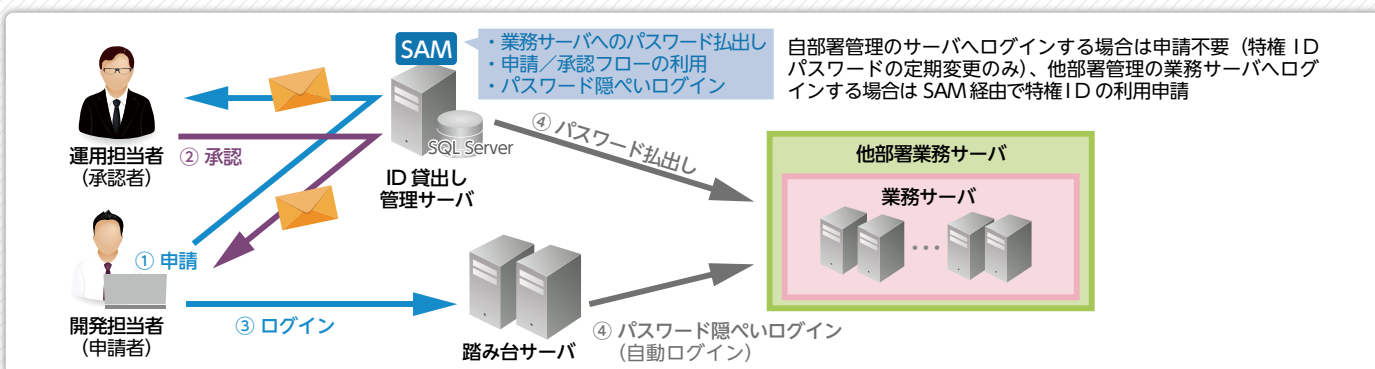 SAM
・業務サーバへのパスワード払出し
・申請／承認フローの利用
・パスワード隠ぺいログイン
自部署管理のサーバへログインする場合は申請不要（特権 ID
パスワードの定期変更のみ）、他部署管理の業務サーバへログ
インする場合は SAM 経由で特権 ID の利用申請
運用担当者
（承認者）
② 承認
SQL Server
ID 貸出し
管理サーバ
④ パスワード払出し
他部署業務サーバ
業務サーバ
① 申請
開発担当者
（申請者）
③ ログイン
踏み台サーバ
④ パスワード隠ぺいログイン
（自動ログイン）